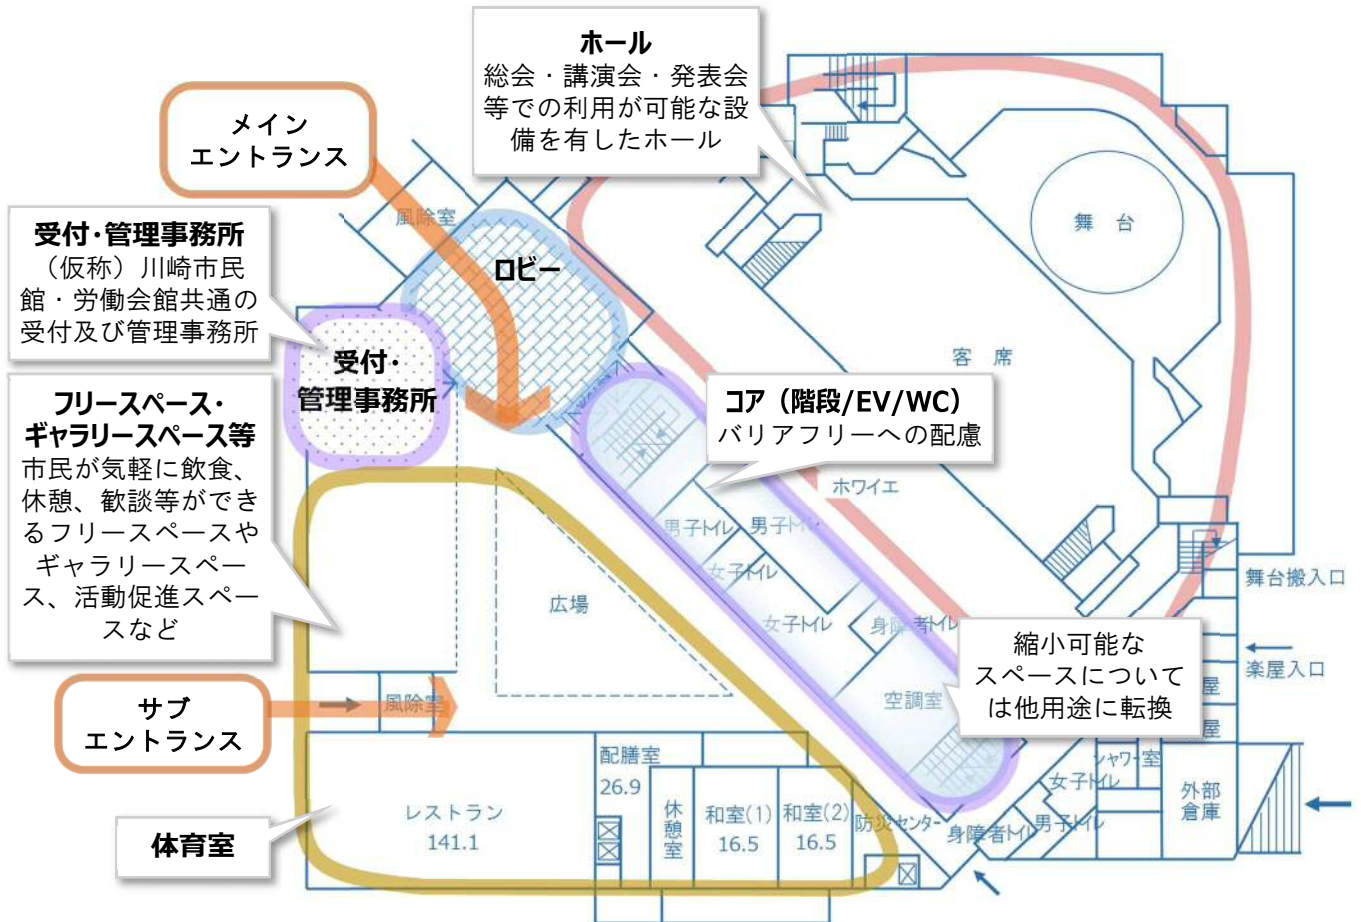 ホール
総会・講演会・発表会
等での利用が可能な設
備を有したホール
メイン
エントランス
風除室
舞 台
受付・管理事務所
（仮称）川崎市民
館・労働会館共通の
受付及び管理事務所
ロビー
受付・
管理事務所
客 席
フリースペース・
ギャラリースペース等
市民が気軽に飲食、
休憩、歓談等ができ
るフリースペースや
ギャラリースペー
ス、活動促進スペー
スなど
コア（階段/EV/WC）
バリアフリーへの配慮
ホワイエ
男子トイレ
男子トイレ
女子トイレ
女子トイレ
身障者トイレ
広場
舞台搬入口
楽屋入口
縮小可能な
スペースについて
は他用途に転換
屋
屋
空調室
サブ
エントランス
風除室
配膳室
26.9
レストラン
141.1
休憩室
和室(1)
16.5
和室(2)
16.5
防災センター
身障者トイレ
男子トイレ
女子トイレ
シャワー室
外部
倉庫
体育室